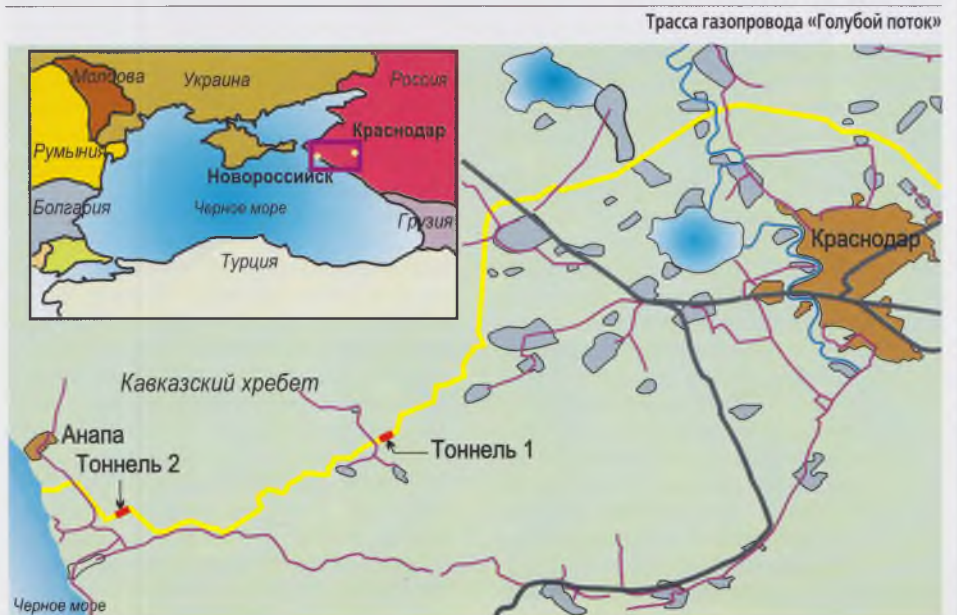 Трасса газопровода «Голубой поток»
Молдова
Украина
Россия
Краснодар
Румыния
Новороссийск
Болгария
Черное море
Грузия
Турция
Краснодар
Кавказский хребет
Анапа
Тоннель 2
Тоннель 1
Черное море